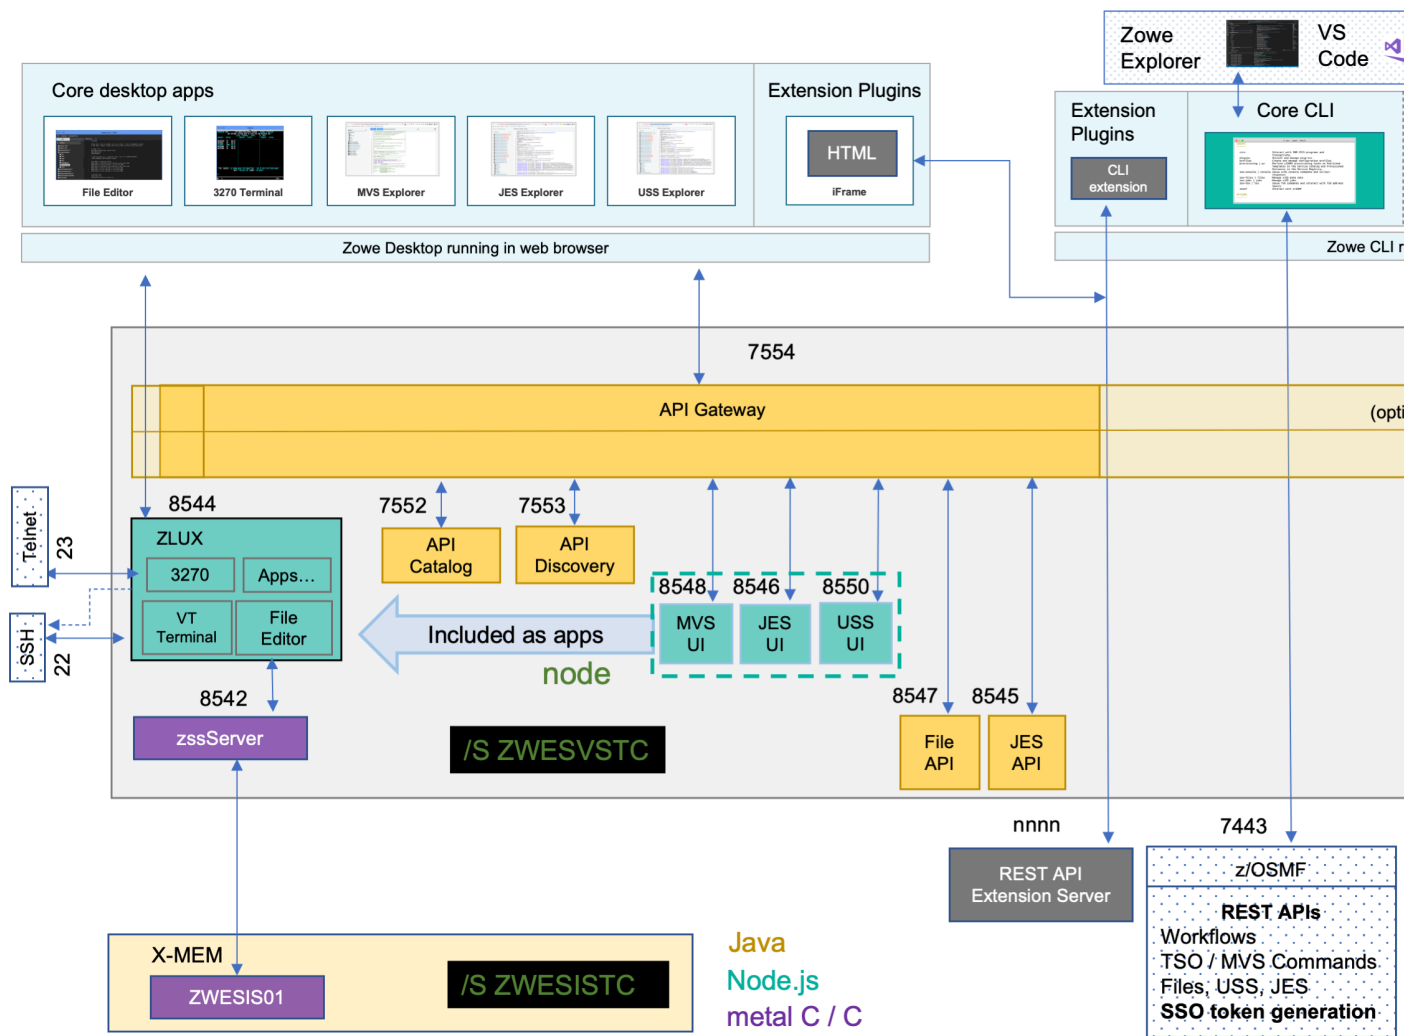 Zowe
Explorer
VS
Code
Core desktop apps
Extension Plugins
File Editor
3270 Terminal
MVS Explorer
JES Explorer
USS Explorer
HTML
iFrame
Extension
Plugins
Core CLI
CLI
extension
Zowe Desktop running in web browser
Zowe CLI r
7554
API Gateway
(opti
Telnet
23
SSH
22
8544
ZLUX
3270
Apps...
VT
Terminal
File
Editor
7552
API
Catalog
7553
API
Discovery
8548
MVS
UI
8546
JES
UI
8550
USS
UI
Included as apps
node
8542
zssServer
/S ZWESVSTC
8547
File
API
8545
JES
API
nnnn
REST API
Extension Server
7443
z/OSMF
REST APIs
Workflows
TSO / MVS Commands
Files, USS, JES
SSO token generation
X-MEM
ZWESIS01
/S ZWESISTC
Java
Node.js
metal C / C